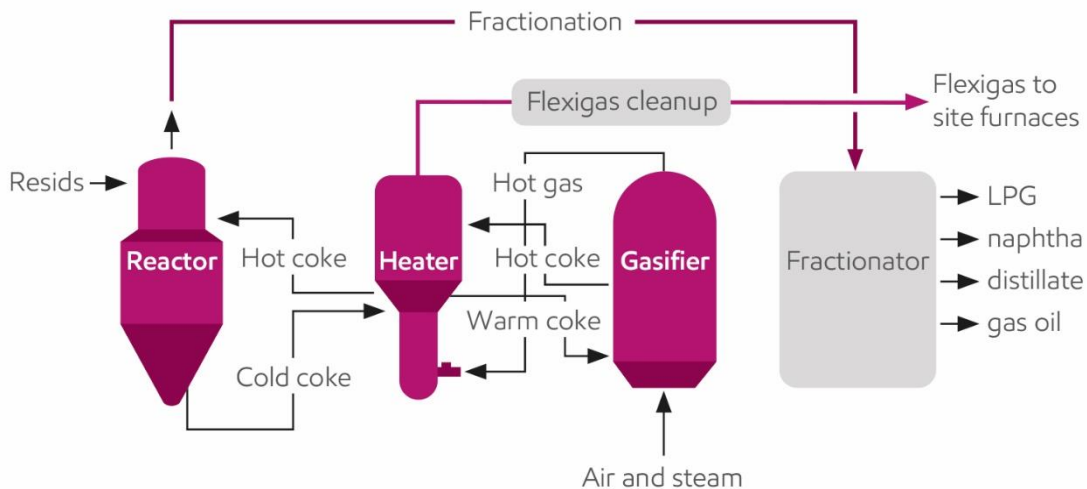 Fractionation
Flexigas cleanup
Flexigas to
site furnaces
Resids
Hot gas
LPG
Reactor
Hot coke
Heater
Hot coke
Gasifier
Fractionator
naphtha
distillate
Warm coke
gas oil
Cold coke
Air and steam